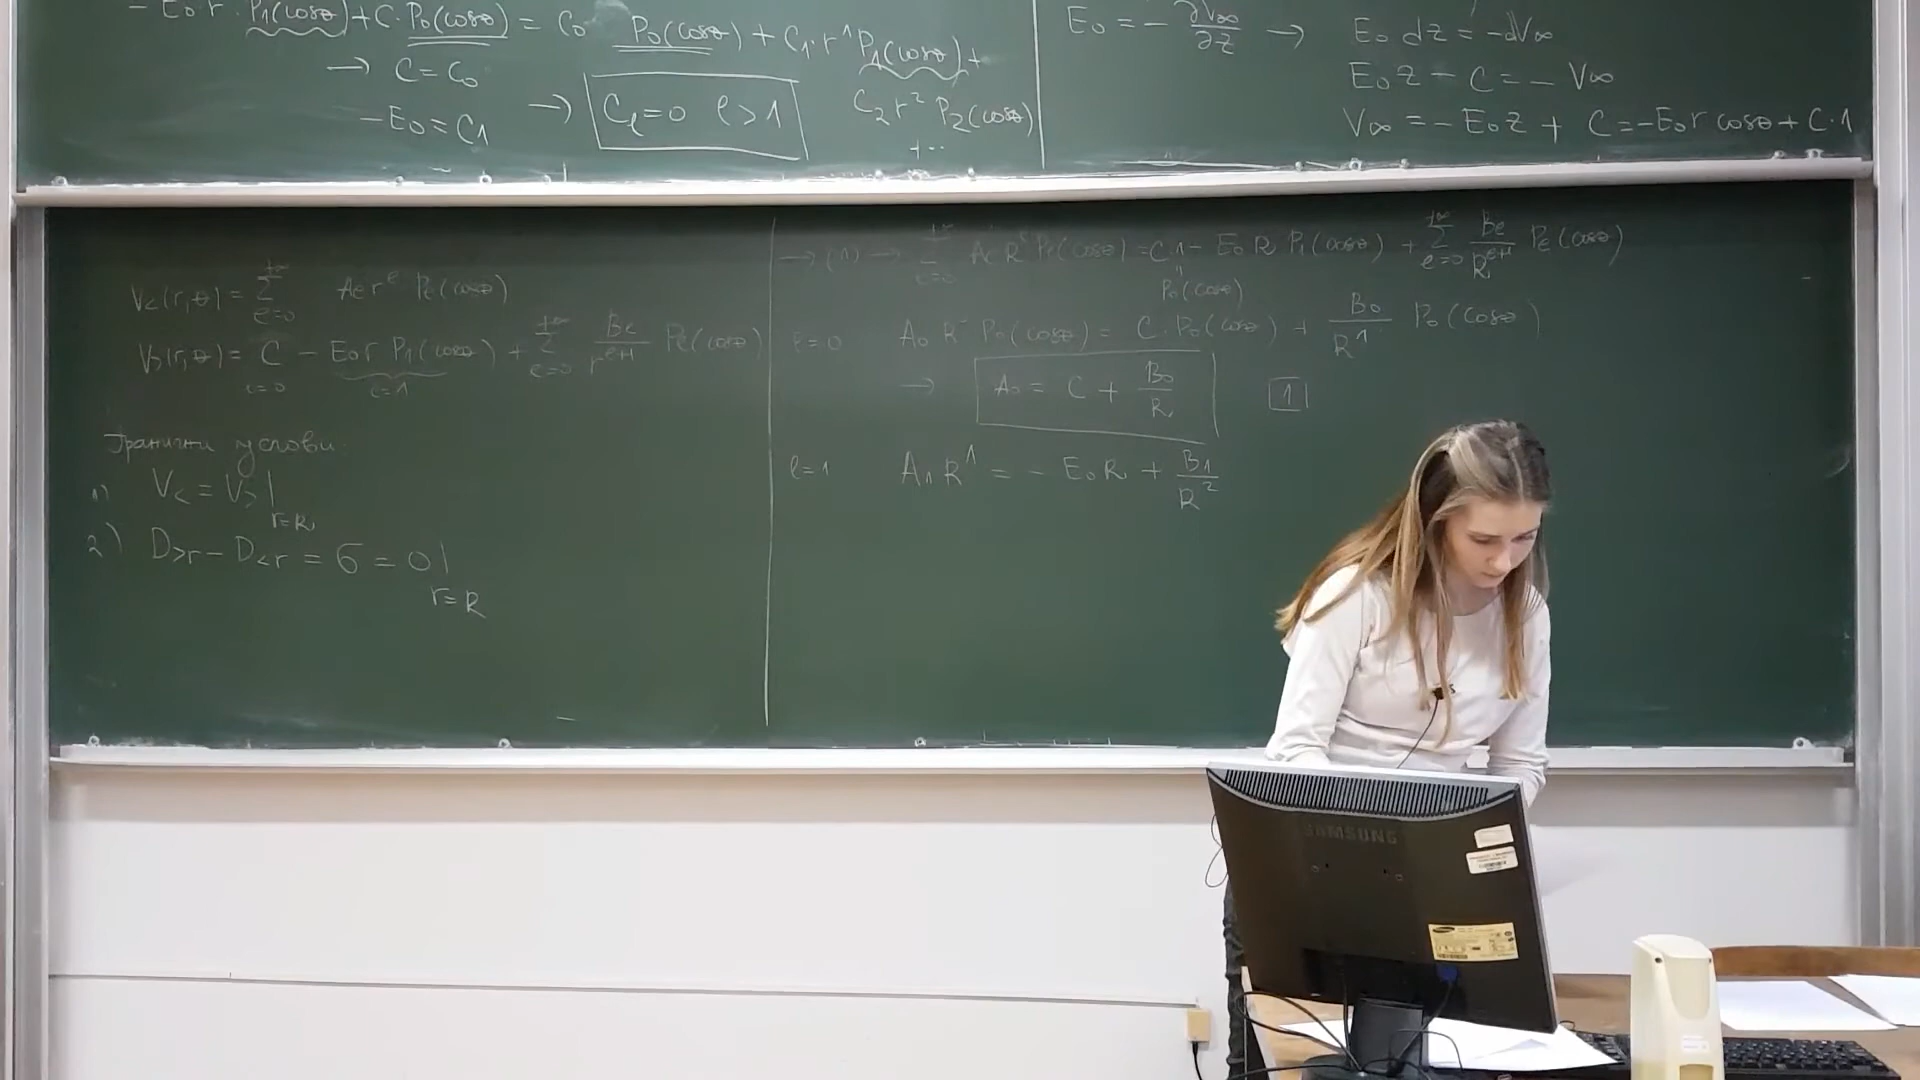 - E₀r · P₁(cosθ) + C · P₀(cosθ) = C₀ P₀(cosθ) + C₁ · r¹ P₁(cosθ) +
→ C = C₀
C₂ r² P₂(cosθ)
- E₀ = C₁ → C_ℓ = 0 ℓ > 1
+ ...
E₀ = - ∂V∞/∂z → E₀ dz = - dV∞
E₀ z - C = - V∞
V∞ = - E₀ z + C = - E₀ r cosθ + C · 1
V<(r,θ) = Σ_{ℓ=0}^{+∞} A_ℓ r^ℓ P_ℓ(cosθ)
V>(r,θ) = C - E₀ r P₁(cosθ) + Σ_{ℓ=0}^{+∞} B_ℓ/r^{ℓ+1} P_ℓ(cosθ)
ℓ=0 ℓ=1
Гранични услови:
1) V< = V> |_{r=R}
2) D>r - D<r = σ = 0 |_{r=R}
→ (1) → Σ_{ℓ=0}^{+∞} A_ℓ R^ℓ P_ℓ(cosθ) = C · 1 - E₀ R P₁(cosθ) + Σ_{ℓ=0}^{+∞} B_ℓ/R^{ℓ+1} P_ℓ(cosθ)
"
P₀(cosθ)
ℓ=0 A₀ R⁰ P₀(cosθ) = C · P₀(cosθ) + B₀/R¹ · P₀(cosθ)
→ A₀ = C + B₀/R 1
ℓ=1 A₁ R¹ = - E₀ R + B₁/R²
SAMSUNG